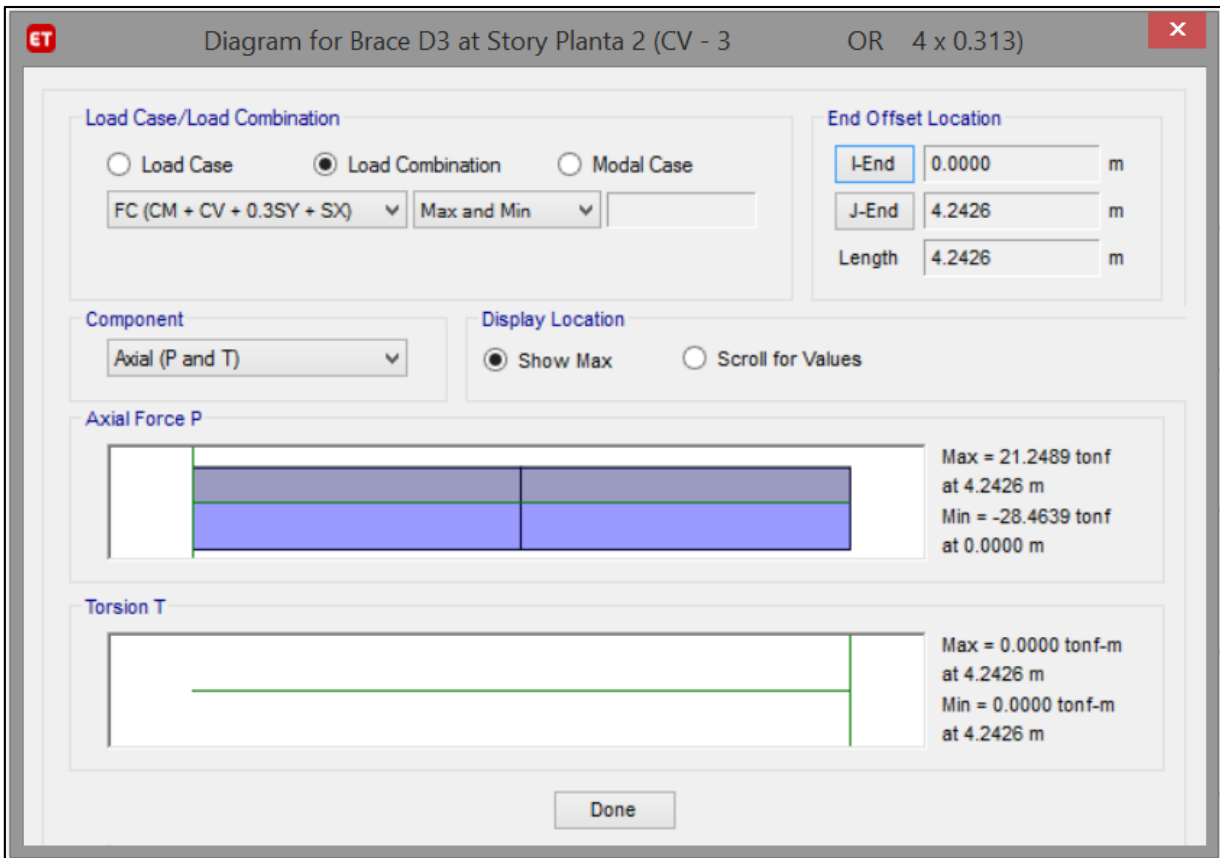 ET
Diagram for Brace D3 at Story Planta 2 (CV - 3 OR 4 x 0.313)
x
Load Case/Load Combination
Load Case Load Combination Modal Case
FC (CM + CV + 0.3SY + SX) Max and Min
End Offset Location
I-End 0.0000 m
J-End 4.2426 m
Length 4.2426 m
Component
Axial (P and T)
Display Location
Show Max Scroll for Values
Axial Force P
Max = 21.2489 tonf
at 4.2426 m
Min = -28.4639 tonf
at 0.0000 m
Torsion T
Max = 0.0000 tonf-m
at 4.2426 m
Min = 0.0000 tonf-m
at 4.2426 m
Done